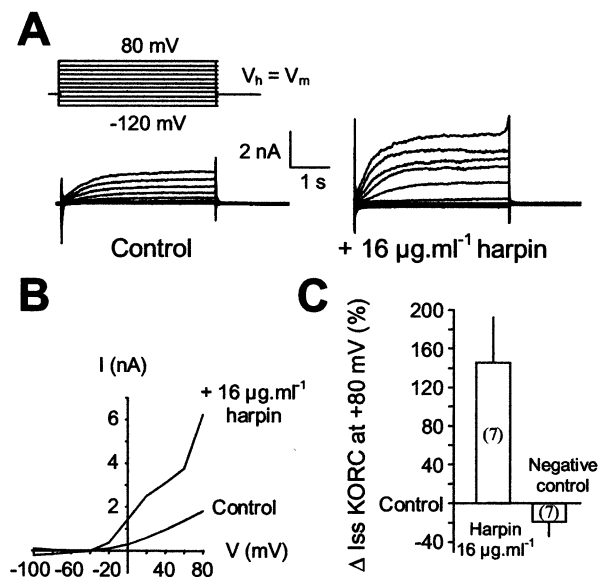 A
80 mV
Vh = Vm
-120 mV
2 nA
1 s
Control
+ 16 µg.ml-1 harpin
B
I (nA)
+ 16 µg.ml-1
harpin
6
4
2
Control
V (mV)
-100 -60 -20 0 40 80
C
Δ Iss KORC at +80 mV (%)
200
160
120
80
40
Control
-40
(7)
Negative
control
(7)
Harpin
16 µg.ml-1